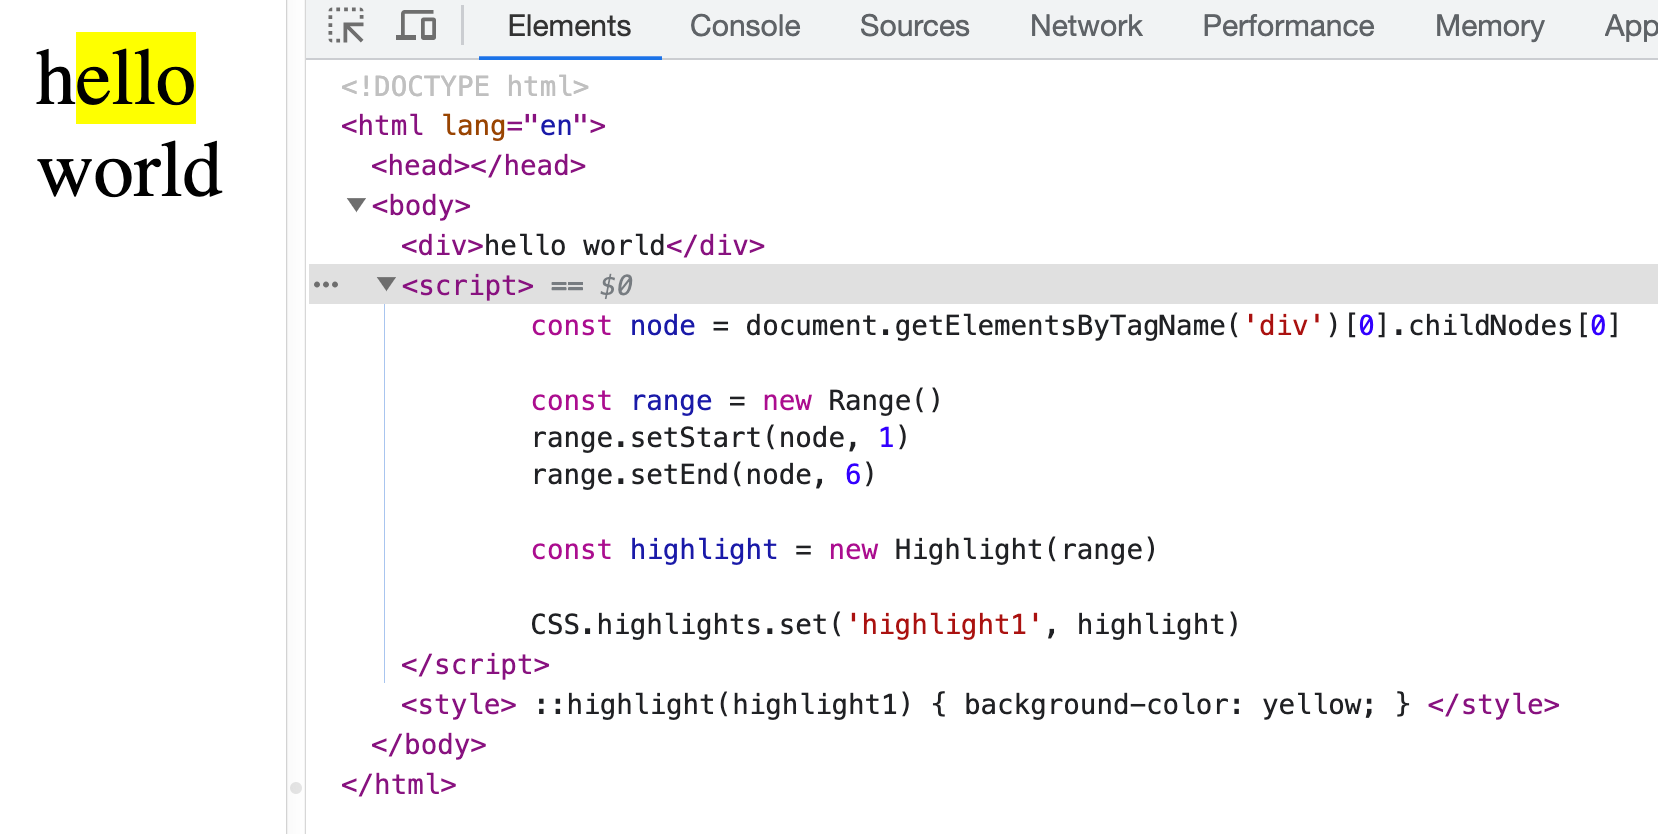 hello
world
Elements Console Sources Network Performance Memory App
<!DOCTYPE html>
<html lang="en">
<head></head>
<body>
<div>hello world</div>
<script> == $0
const node = document.getElementsByTagName('div')[0].childNodes[0]
const range = new Range()
range.setStart(node, 1)
range.setEnd(node, 6)
const highlight = new Highlight(range)
CSS.highlights.set('highlight1', highlight)
</script>
<style> ::highlight(highlight1) { background-color: yellow; } </style>
</body>
</html>